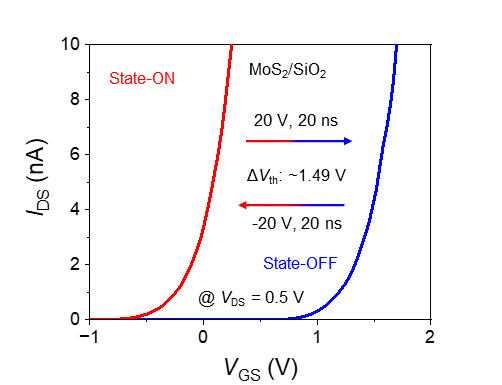 10
8
6
4
2
0
−1
0
1
2
I_DS (nA)
V_GS (V)
State-ON
MoS₂/SiO₂
20 V, 20 ns
ΔV_th: ~1.49 V
-20 V, 20 ns
State-OFF
@ V_DS = 0.5 V